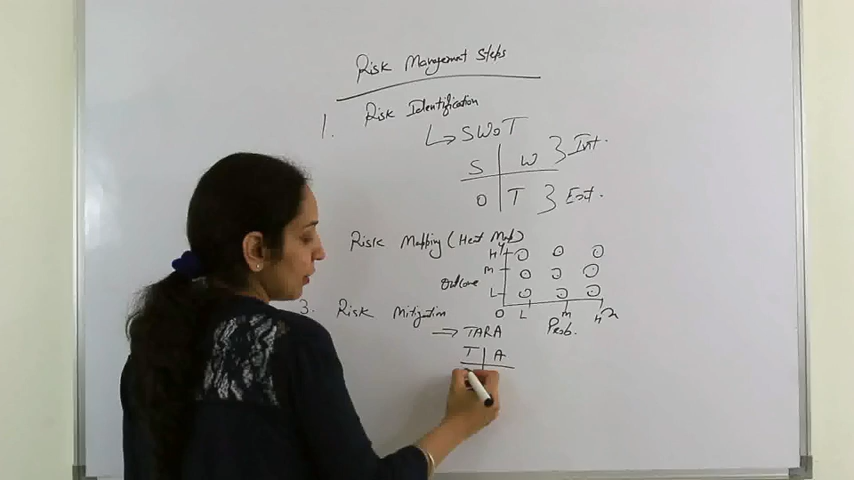 Risk Management Steps
1. Risk Identification
↳ SWOT
S | W } Int.
O | T } Ext.
Risk Mapping (Heat Map)
H
M
Outcome
L
O L M H
Prob.
3. Risk Mitigation
→ TARA
T | A